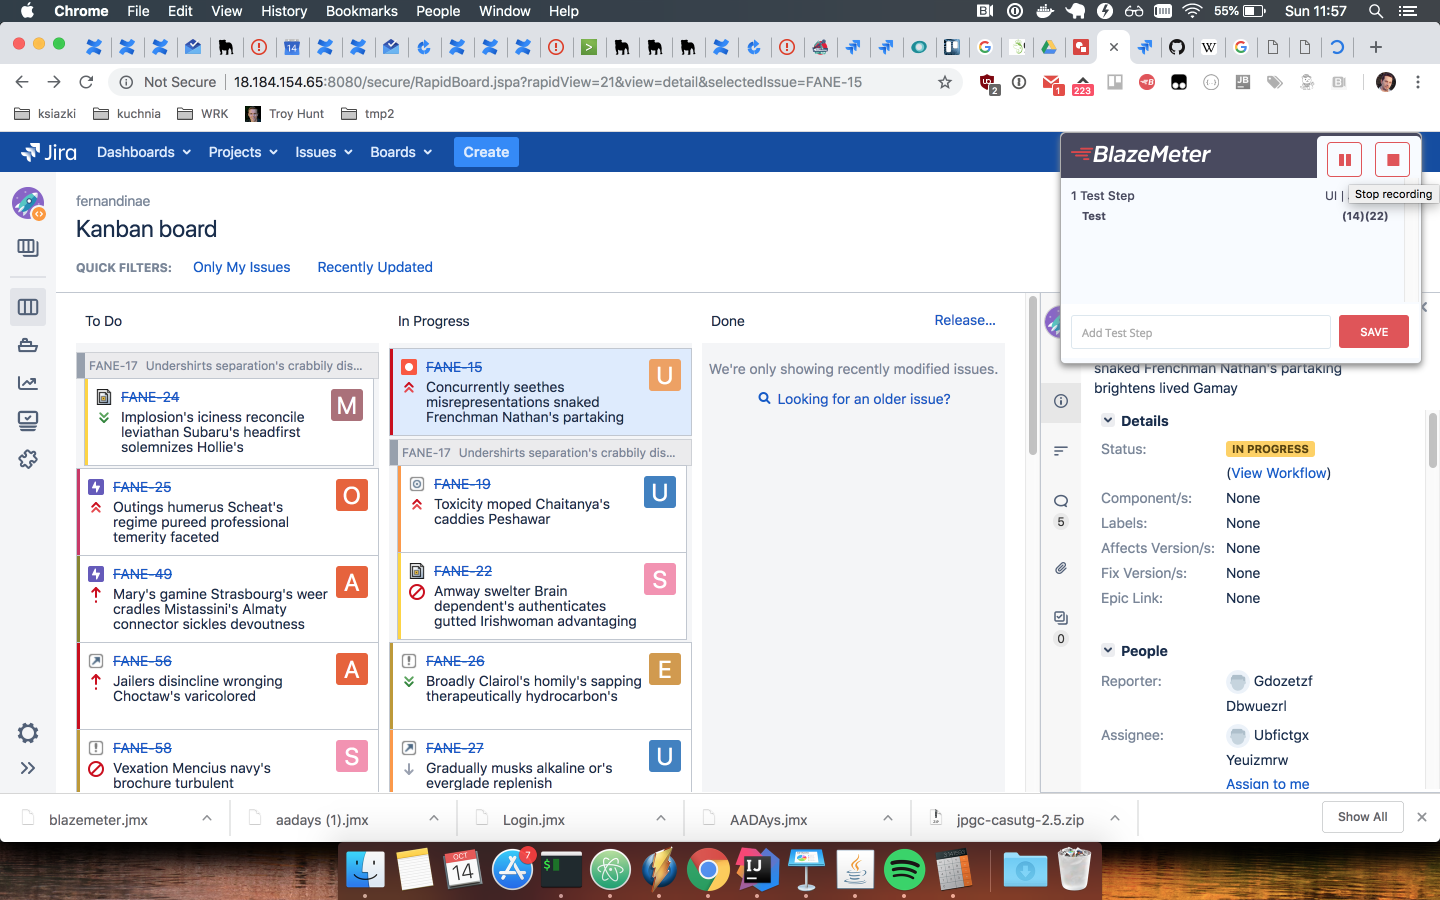 Chrome File Edit View History Bookmarks People Window Help 55% Sun 11:57
14
Not Secure 18.184.154.65:8080/secure/RapidBoard.jspa?rapidView=21&view=detail&selectedIssue=FANE-15 2 1 223
ksiazki kuchnia WRK Troy Hunt tmp2
Jira Dashboards Projects Issues Boards Create
BlazeMeter
Stop recording
1 Test Step UI |
Test (14)(22)
Add Test Step SAVE
fernandinae
Kanban board
QUICK FILTERS: Only My Issues Recently Updated
To Do In Progress Done Release...
FANE-17 Undershirts separation's crabbily dis...
FANE-24
Implosion's iciness reconcile
leviathan Subaru's headfirst
solemnizes Hollie's
M
FANE-25
Outings humerus Scheat's
regime pureed professional
temerity faceted
O
FANE-49
Mary's gamine Strasbourg's weer
cradles Mistassini's Almaty
connector sickles devoutness
A
FANE-56
Jailers disincline wronging
Choctaw's varicolored
A
FANE-58
Vexation Mencius navy's
brochure turbulent
S
FANE-15
Concurrently seethes
misrepresentations snaked
Frenchman Nathan's partaking
U
FANE-17 Undershirts separation's crabbily dis...
FANE-19
Toxicity moped Chaitanya's
caddies Peshawar
U
FANE-22
Amway swelter Brain
dependent's authenticates
gutted Irishwoman advantaging
S
FANE-26
Broadly Clairol's homily's sapping
therapeutically hydrocarbon's
E
FANE-27
Gradually musks alkaline or's
everglade replenish
U
We're only showing recently modified issues.
Looking for an older issue?
snaked Frenchman Nathan's partaking
brightens lived Gamay
Details
Status: IN PROGRESS
(View Workflow)
Component/s: None
Labels: None
Affects Version/s: None
Fix Version/s: None
Epic Link: None
5
0
People
Reporter: Gdozetzf
Dbwuezrl
Assignee: Ubfictgx
Yeuizmrw
Assign to me
blazemeter.jmx aadays (1).jmx Login.jmx AADAys.jmx jpgc-casutg-2.5.zip Show All
OCT
14
7
IJ